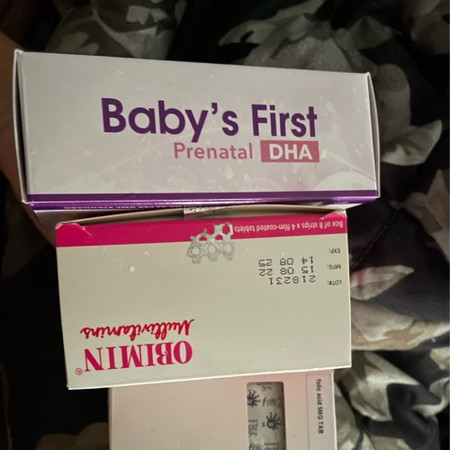 Baby's First
Prenatal DHA
Box of 8 strips x 4 film-coated tablets
LOT#: 218231
MFG: 15 08 22
EXP: 14 08 25
OBIMIN®
Multivitamins
folic acid 5MG TAB